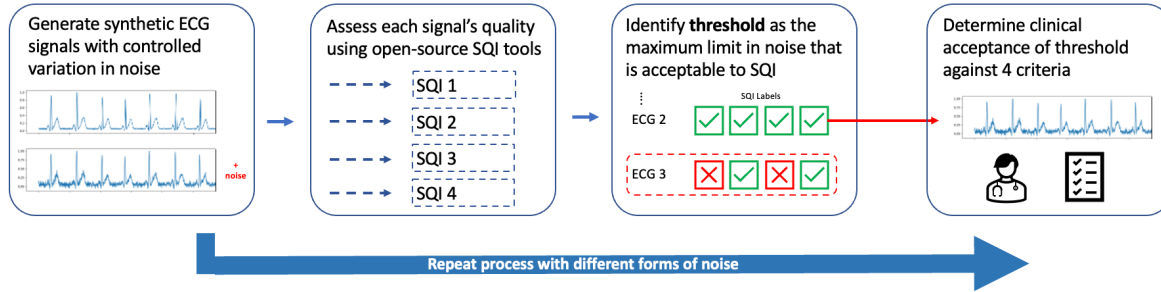 Generate synthetic ECG
signals with controlled
variation in noise
+
noise
Assess each signal's quality
using open-source SQI tools
SQI 1
SQI 2
SQI 3
SQI 4
Identify threshold as the
maximum limit in noise that
is acceptable to SQI
SQI Labels
ECG 2
ECG 3
Determine clinical
acceptance of threshold
against 4 criteria
Repeat process with different forms of noise